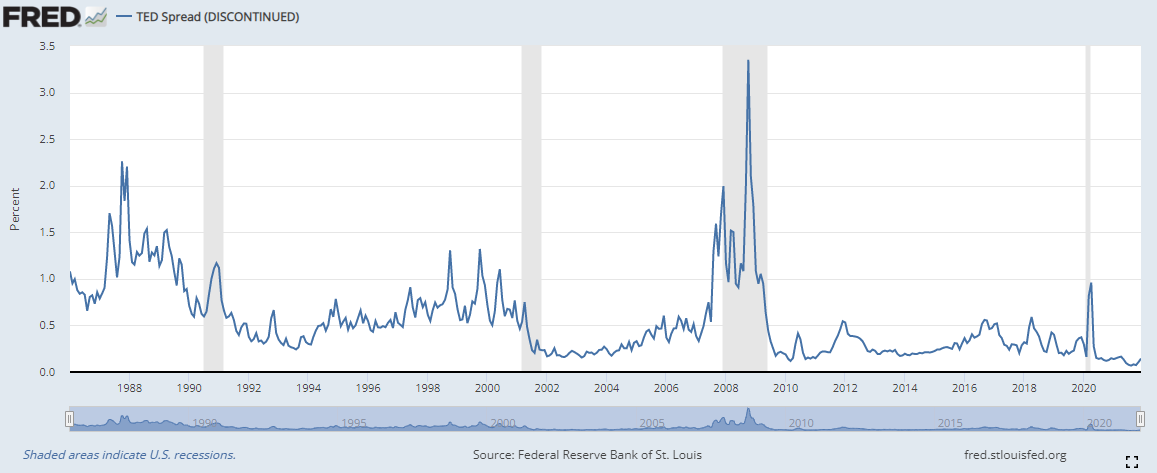 FRED TED Spread (DISCONTINUED)
3.5
3.0
2.5
2.0
1.5
1.0
0.5
0.0
Percent
1988 1990 1992 1994 1996 1998 2000 2002 2004 2006 2008 2010 2012 2014 2016 2018 2020
1990 1995 2000 2005 2010 2015 2020
Shaded areas indicate U.S. recessions. Source: Federal Reserve Bank of St. Louis fred.stlouisfed.org